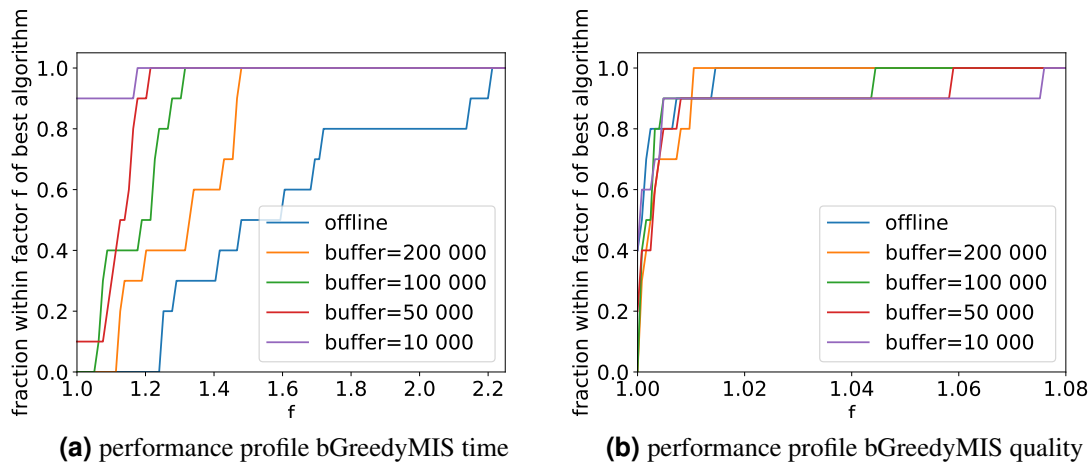 fraction within factor f of best algorithm
1.0
0.8
0.6
0.4
0.2
0.0
offline
buffer=200 000
buffer=100 000
buffer=50 000
buffer=10 000
1.0 1.2 1.4 1.6 1.8 2.0 2.2
f
(a) performance profile bGreedyMIS time
fraction within factor f of best algorithm
1.0
0.8
0.6
0.4
0.2
0.0
offline
buffer=200 000
buffer=100 000
buffer=50 000
buffer=10 000
1.00 1.02 1.04 1.06 1.08
f
(b) performance profile bGreedyMIS quality